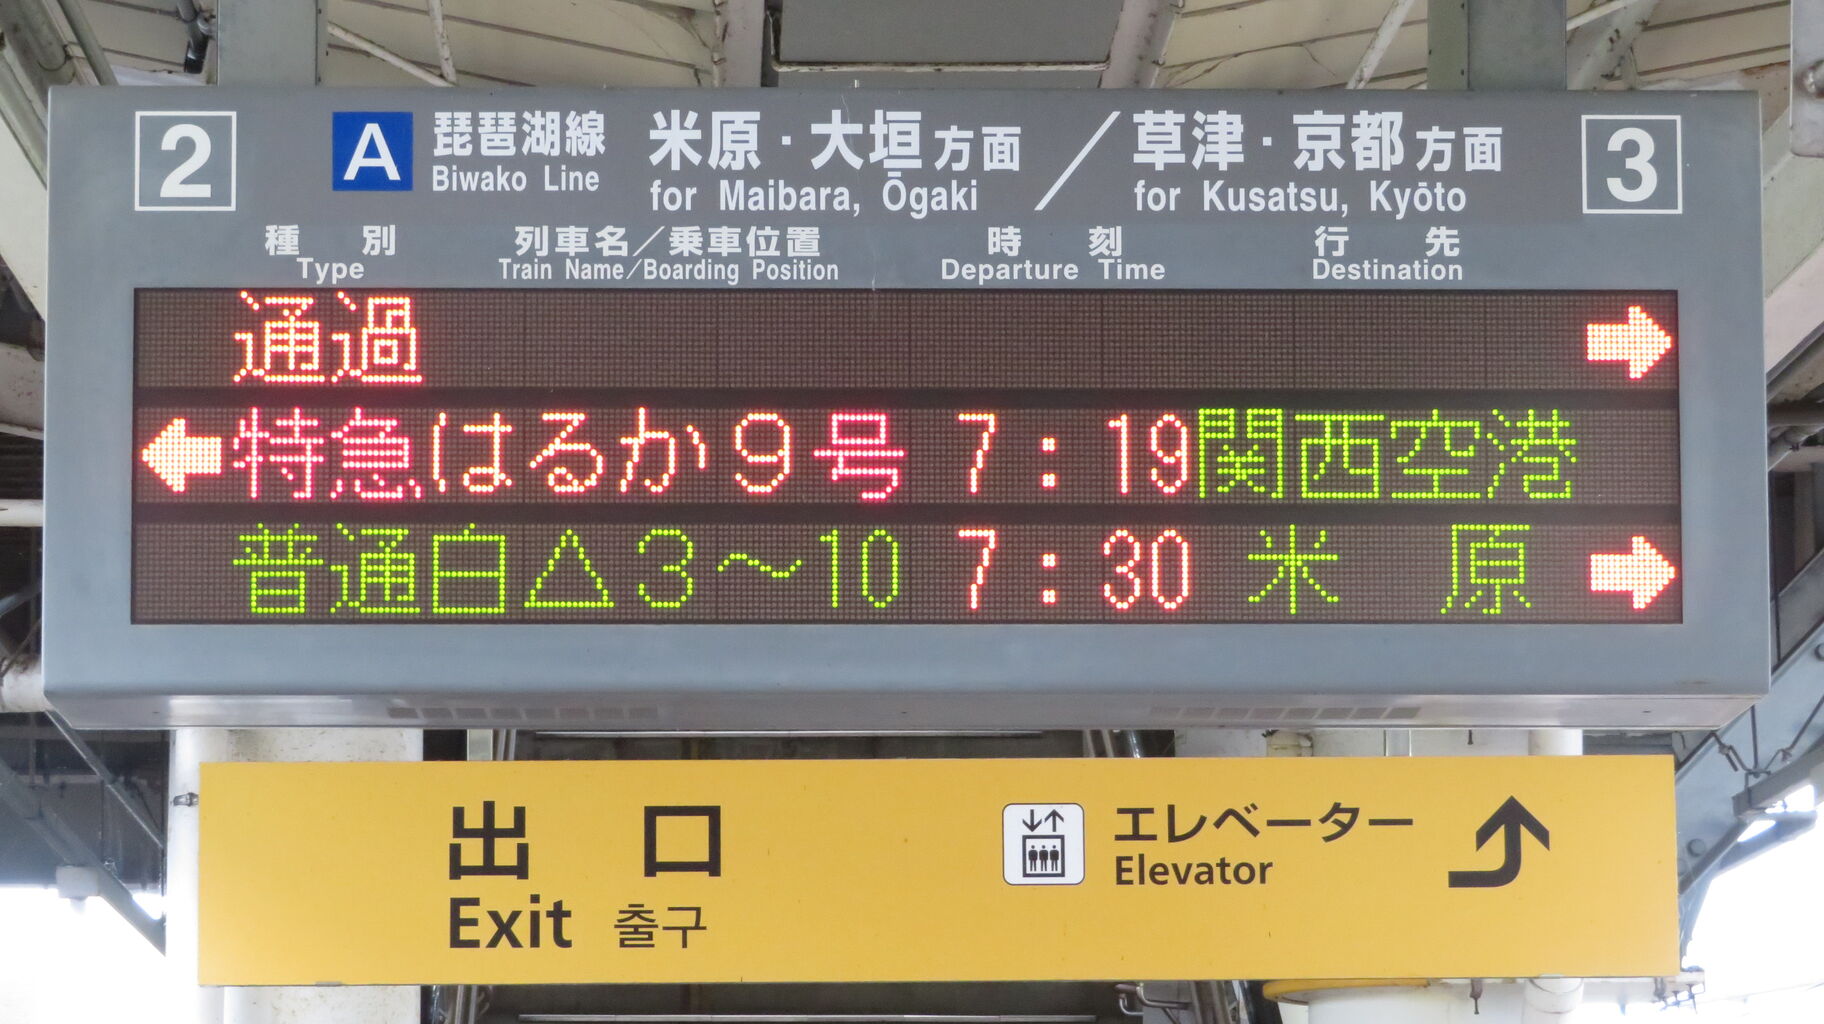 2 A 琵琶湖線 米原・大垣方面／草津・京都方面 3
Biwako Line for Maibara, Ōgaki for Kusatsu, Kyōto
種別 列車名／乗車位置 時刻 行先
Type Train Name／Boarding Position Departure Time Destination
通過
特急はるか9号 7:19 関西空港
普通白△3～10 7:30 米原
出口 エレベーター
Elevator
Exit 출구